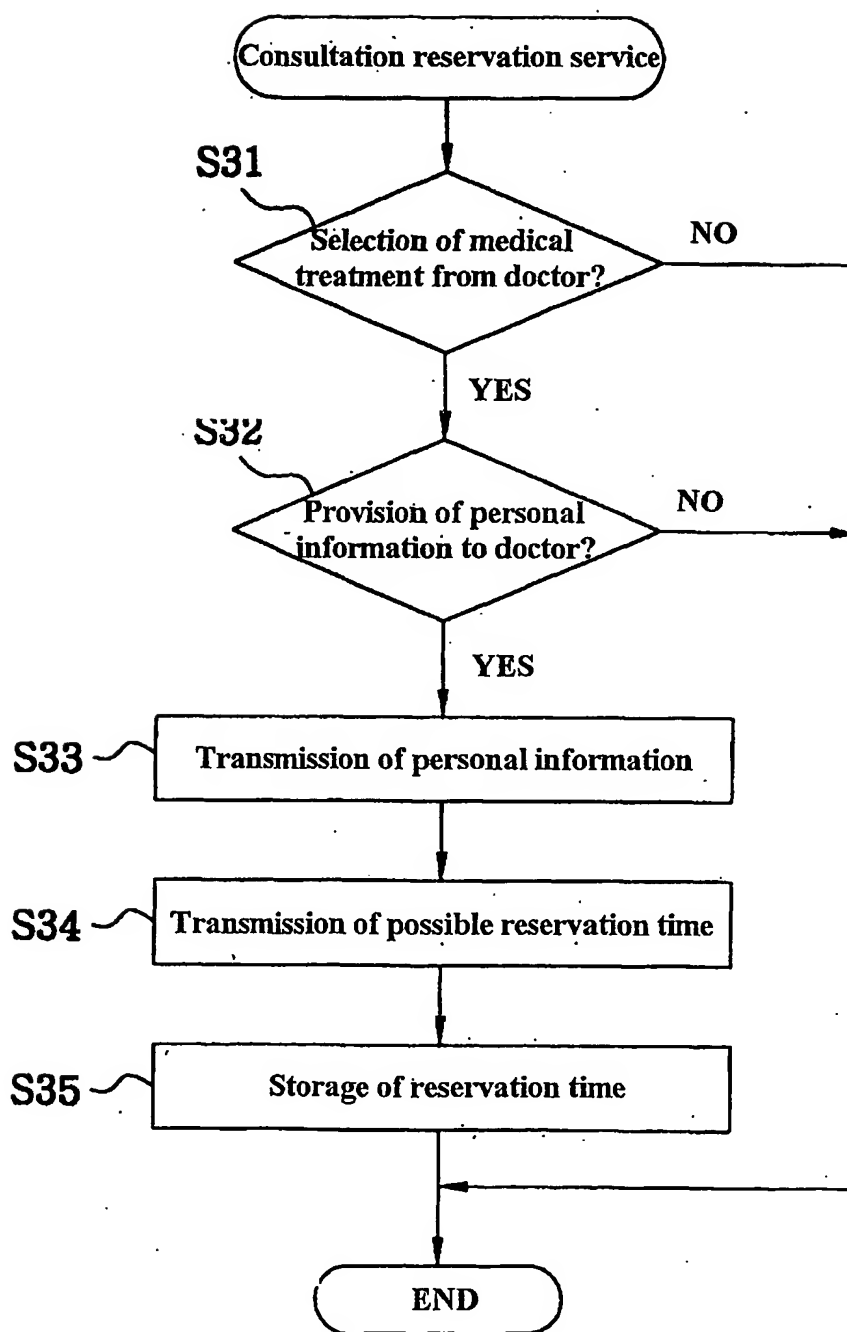 Consultation reservation service
S31
Selection of medical
treatment from doctor?
NO
YES
S32
Provision of personal
information to doctor?
NO
YES
S33
Transmission of personal information
S34
Transmission of possible reservation time
S35
Storage of reservation time
END